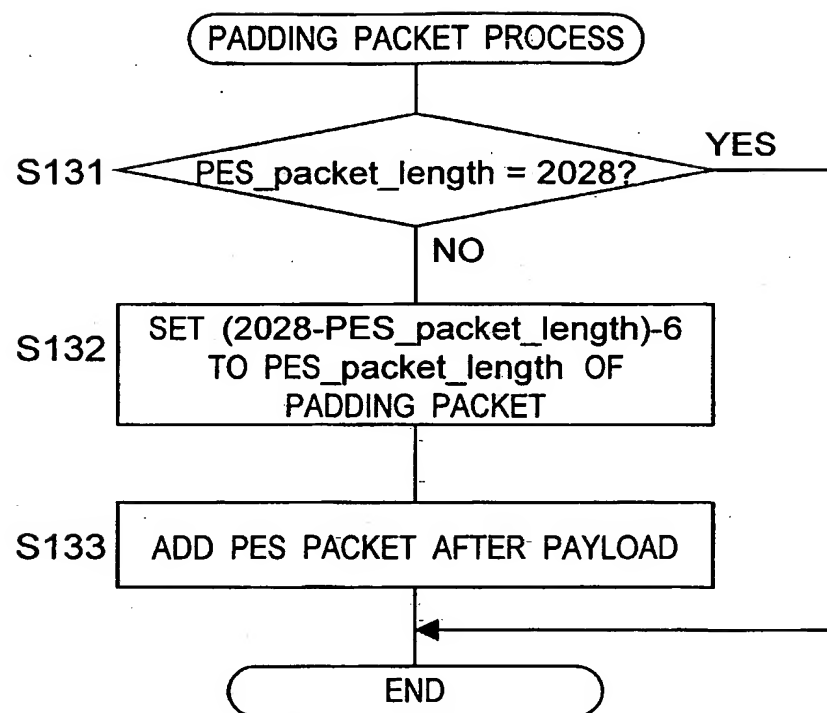 PADDING PACKET PROCESS
YES
S131
PES_packet_length = 2028?
NO
S132
SET (2028-PES_packet_length)-6
TO PES_packet_length OF
PADDING PACKET
S133
ADD PES PACKET AFTER PAYLOAD
END